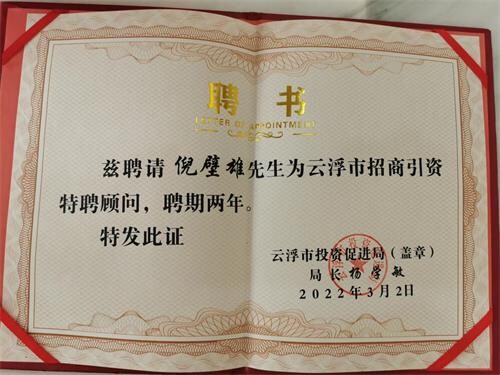 聘书
LETTER OF APPOINTMENT
兹聘请倪璧雄先生为云浮市招商引资
特聘顾问，聘期两年。
特发此证
云浮市投资促进局（盖章）
局长杨学敏
2022年3月2日